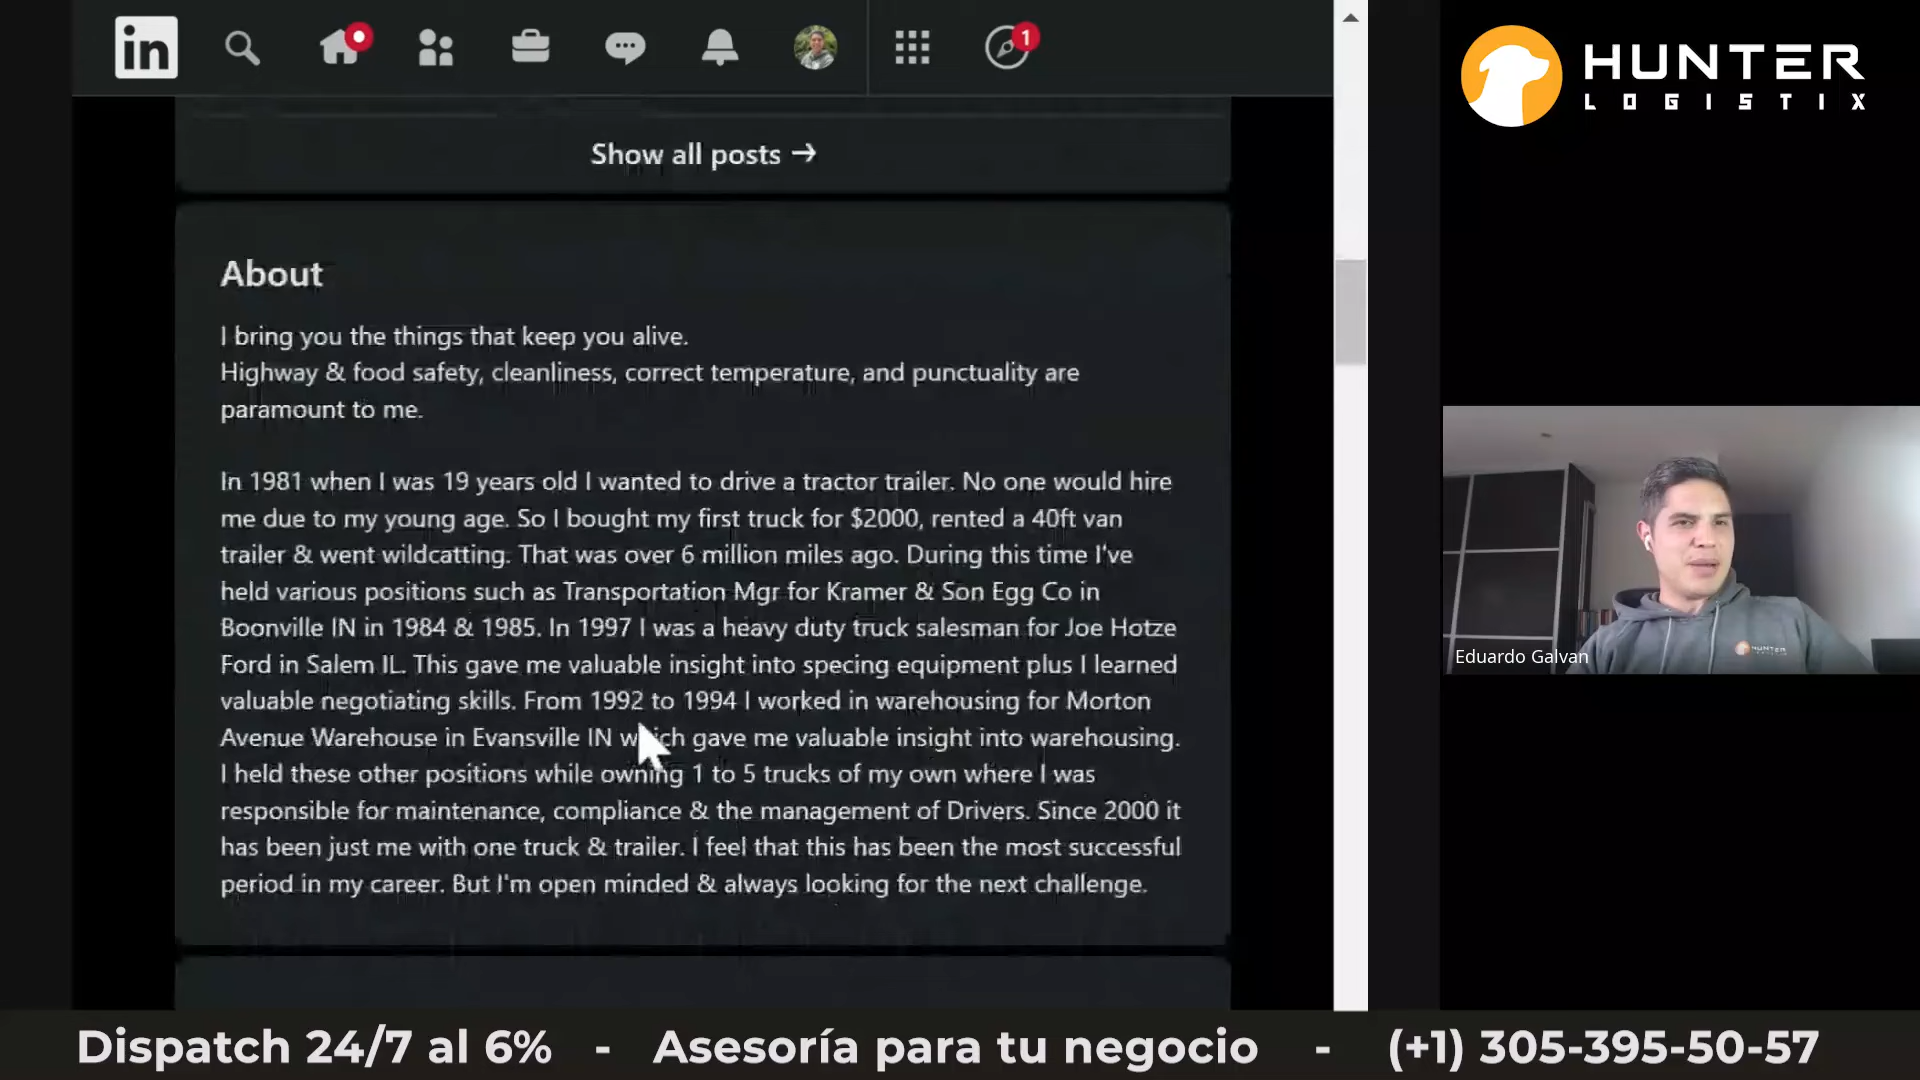 in
1
HUNTER
LOGISTIX
Show all posts →
About
I bring you the things that keep you alive.
Highway & food safety, cleanliness, correct temperature, and punctuality are
paramount to me.
In 1981 when I was 19 years old I wanted to drive a tractor trailer. No one would hire
me due to my young age. So I bought my first truck for $2000, rented a 40ft van
trailer & went wildcatting. That was over 6 million miles ago. During this time I've
held various positions such as Transportation Mgr for Kramer & Son Egg Co in
Boonville IN in 1984 & 1985. In 1997 I was a heavy duty truck salesman for Joe Hotze
Ford in Salem IL. This gave me valuable insight into specing equipment plus I learned
valuable negotiating skills. From 1992 to 1994 I worked in warehousing for Morton
Avenue Warehouse in Evansville IN which gave me valuable insight into warehousing.
I held these other positions while owning 1 to 5 trucks of my own where I was
responsible for maintenance, compliance & the management of Drivers. Since 2000 it
has been just me with one truck & trailer. I feel that this has been the most successful
period in my career. But I'm open minded & always looking for the next challenge.
HUNTER
Eduardo Galvan
Dispatch 24/7 al 6% - Asesoría para tu negocio - (+1) 305-395-50-57